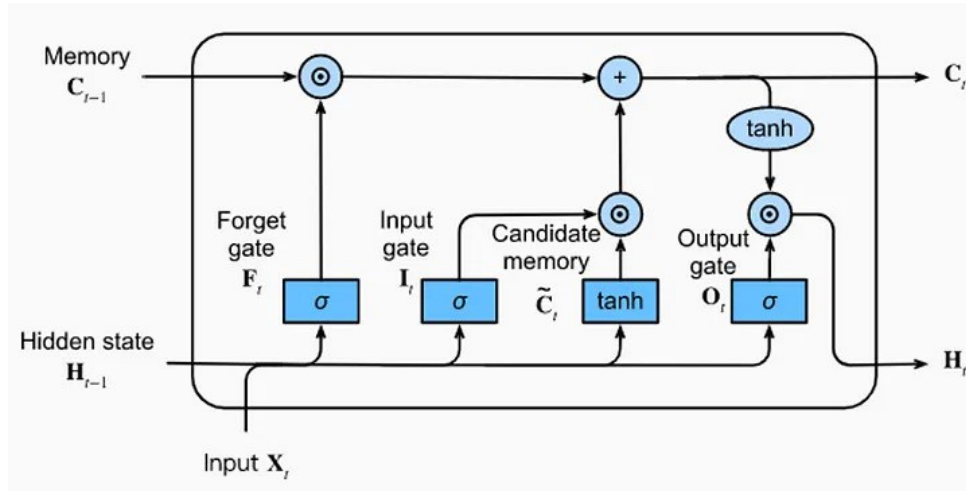 Memory
C_{t−1}
+
C_t
tanh
Forget
gate
F_t
Input
gate
I_t
Candidate
memory
C̃_t
Output
gate
O_t
σ
σ
tanh
σ
Hidden state
H_{t−1}
H_t
Input X_t